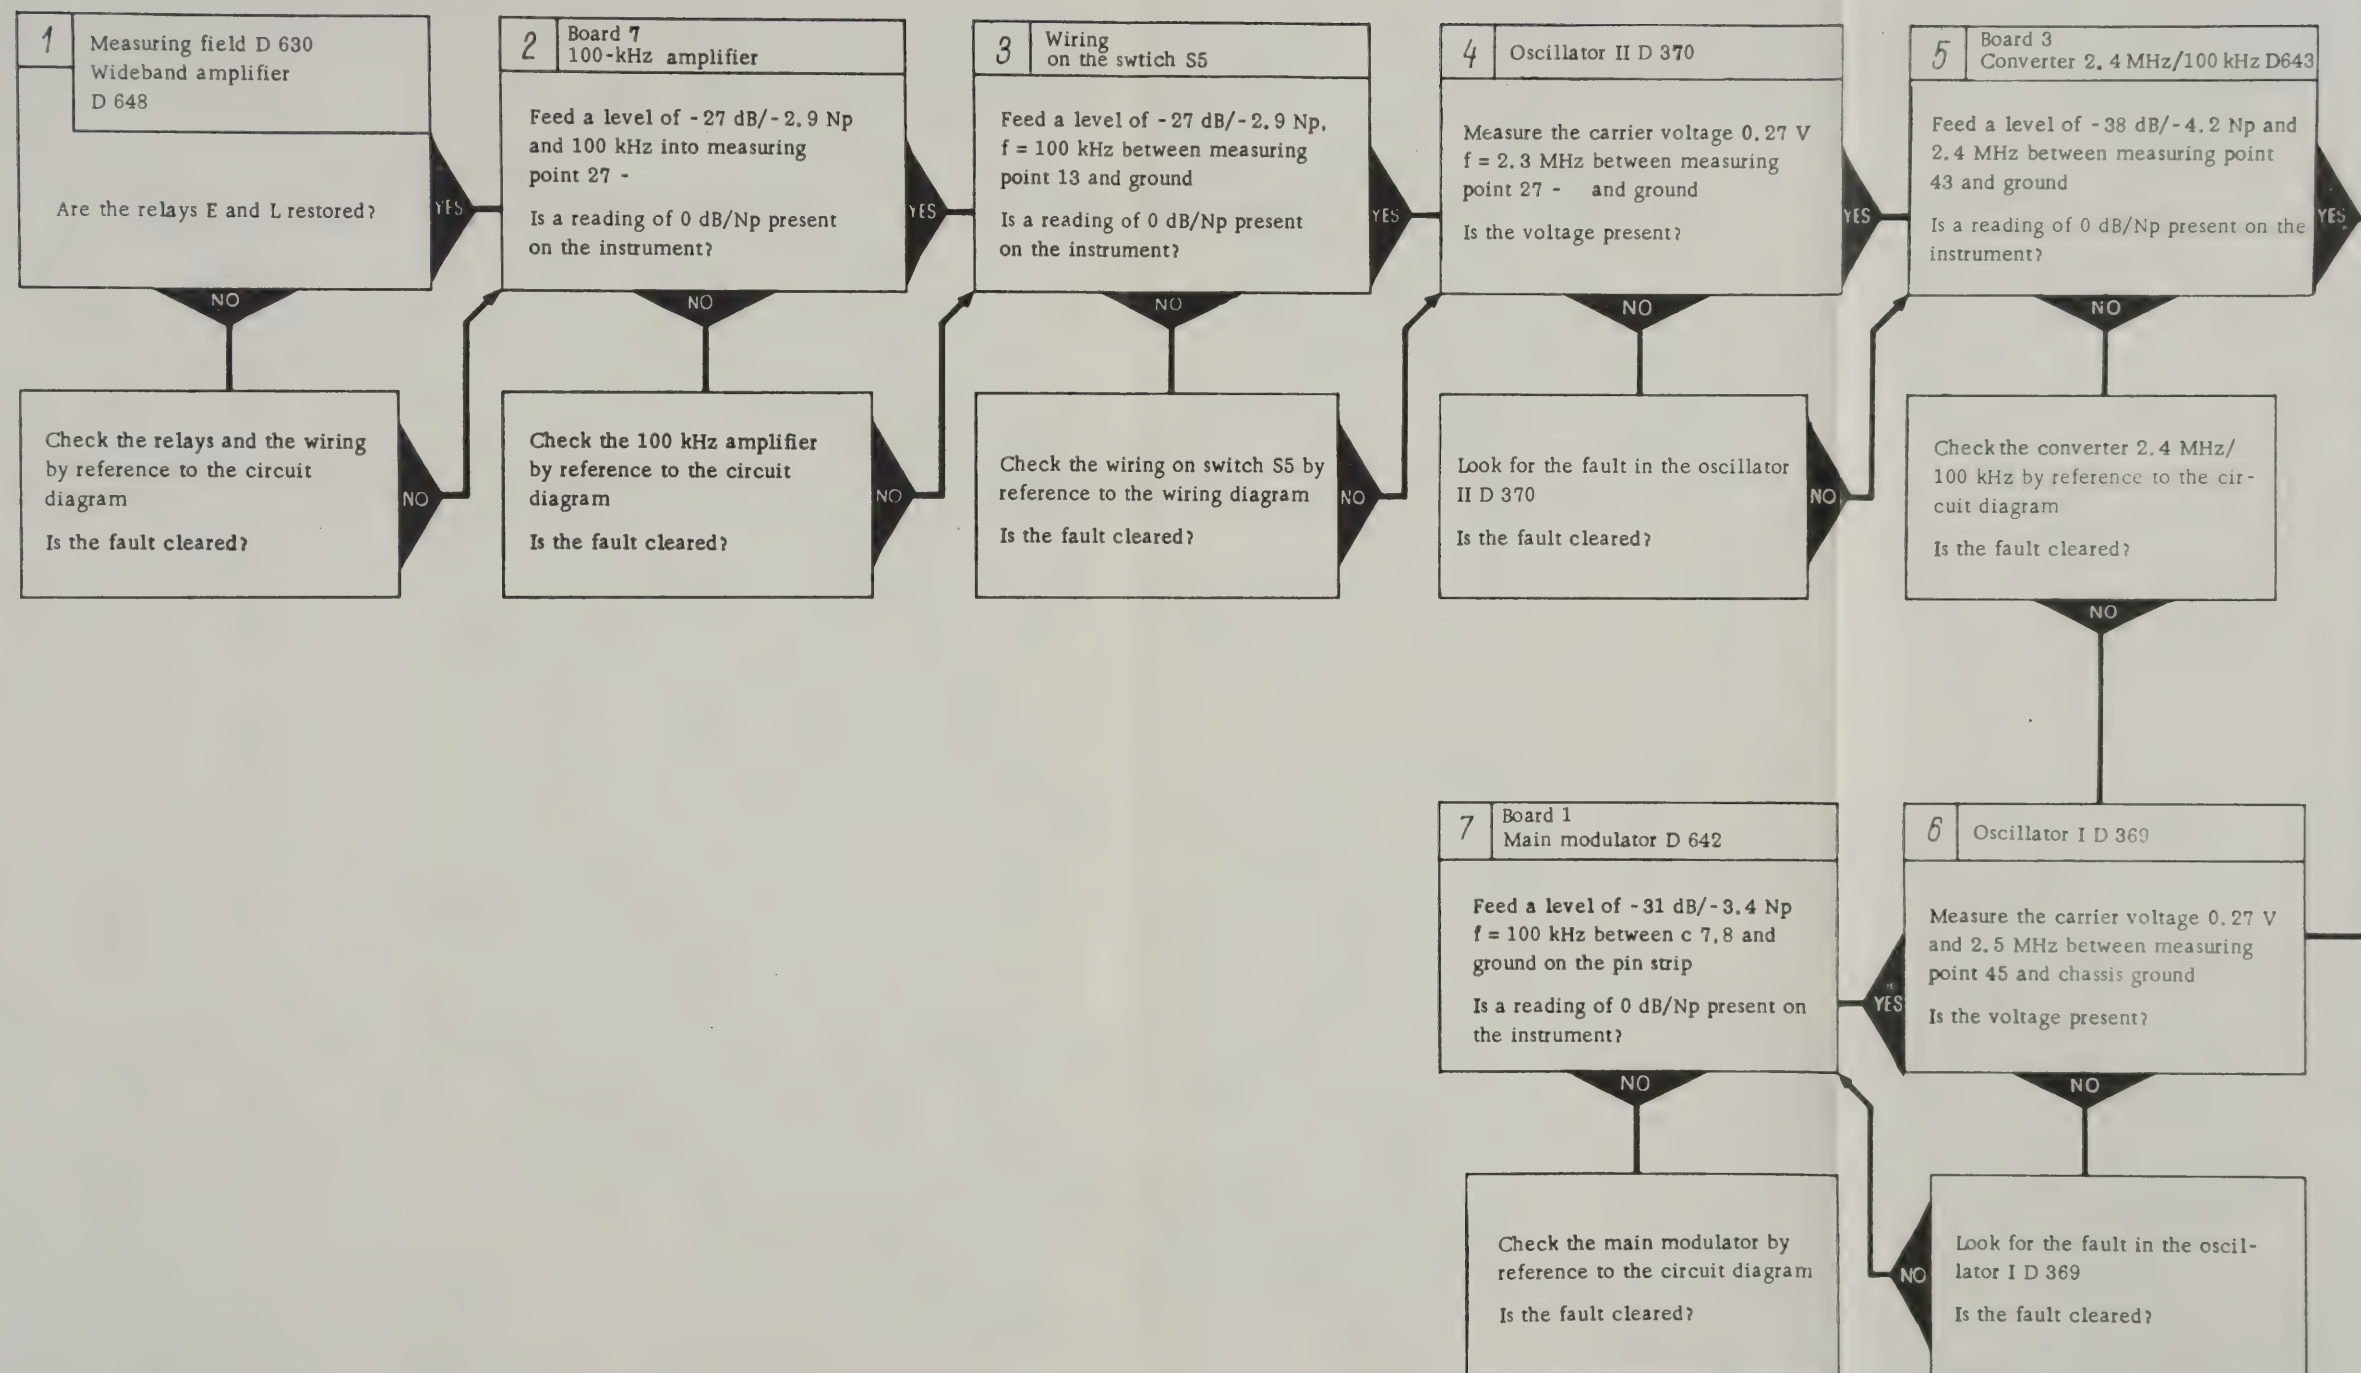 1
Measuring field D 630
Wideband amplifier
D 648
Are the relays E and L restored?
YES
NO
Check the relays and the wiring
by reference to the circuit
diagram
Is the fault cleared?
NO
2
Board 7
100-kHz amplifier
Feed a level of -27 dB/-2.9 Np
and 100 kHz into measuring
point 27 -
Is a reading of 0 dB/Np present
on the instrument?
YES
NO
Check the 100 kHz amplifier
by reference to the circuit
diagram
Is the fault cleared?
NO
3
Wiring
on the swtich S5
Feed a level of -27 dB/-2.9 Np,
f = 100 kHz between measuring
point 13 and ground
Is a reading of 0 dB/Np present
on the instrument?
YES
NO
Check the wiring on switch S5 by
reference to the wiring diagram
Is the fault cleared?
NO
4
Oscillator II D 370
Measure the carrier voltage 0.27 V
f = 2.3 MHz between measuring
point 27 - and ground
Is the voltage present?
YES
NO
Look for the fault in the oscillator
II D 370
Is the fault cleared?
NO
5
Board 3
Converter 2.4 MHz/100 kHz D643
Feed a level of -38 dB/-4.2 Np and
2.4 MHz between measuring point
43 and ground
Is a reading of 0 dB/Np present on the
instrument?
YES
NO
Check the converter 2.4 MHz/
100 kHz by reference to the cir-
cuit diagram
Is the fault cleared?
NO
6
Oscillator I D 369
Measure the carrier voltage 0.27 V
and 2.5 MHz between measuring
point 45 and chassis ground
Is the voltage present?
YES
NO
Look for the fault in the oscil-
lator I D 369
Is the fault cleared?
NO
7
Board 1
Main modulator D 642
Feed a level of -31 dB/-3.4 Np
f = 100 kHz between c 7,8 and
ground on the pin strip
Is a reading of 0 dB/Np present on
the instrument?
NO
Check the main modulator by
reference to the circuit diagram
Is the fault cleared?